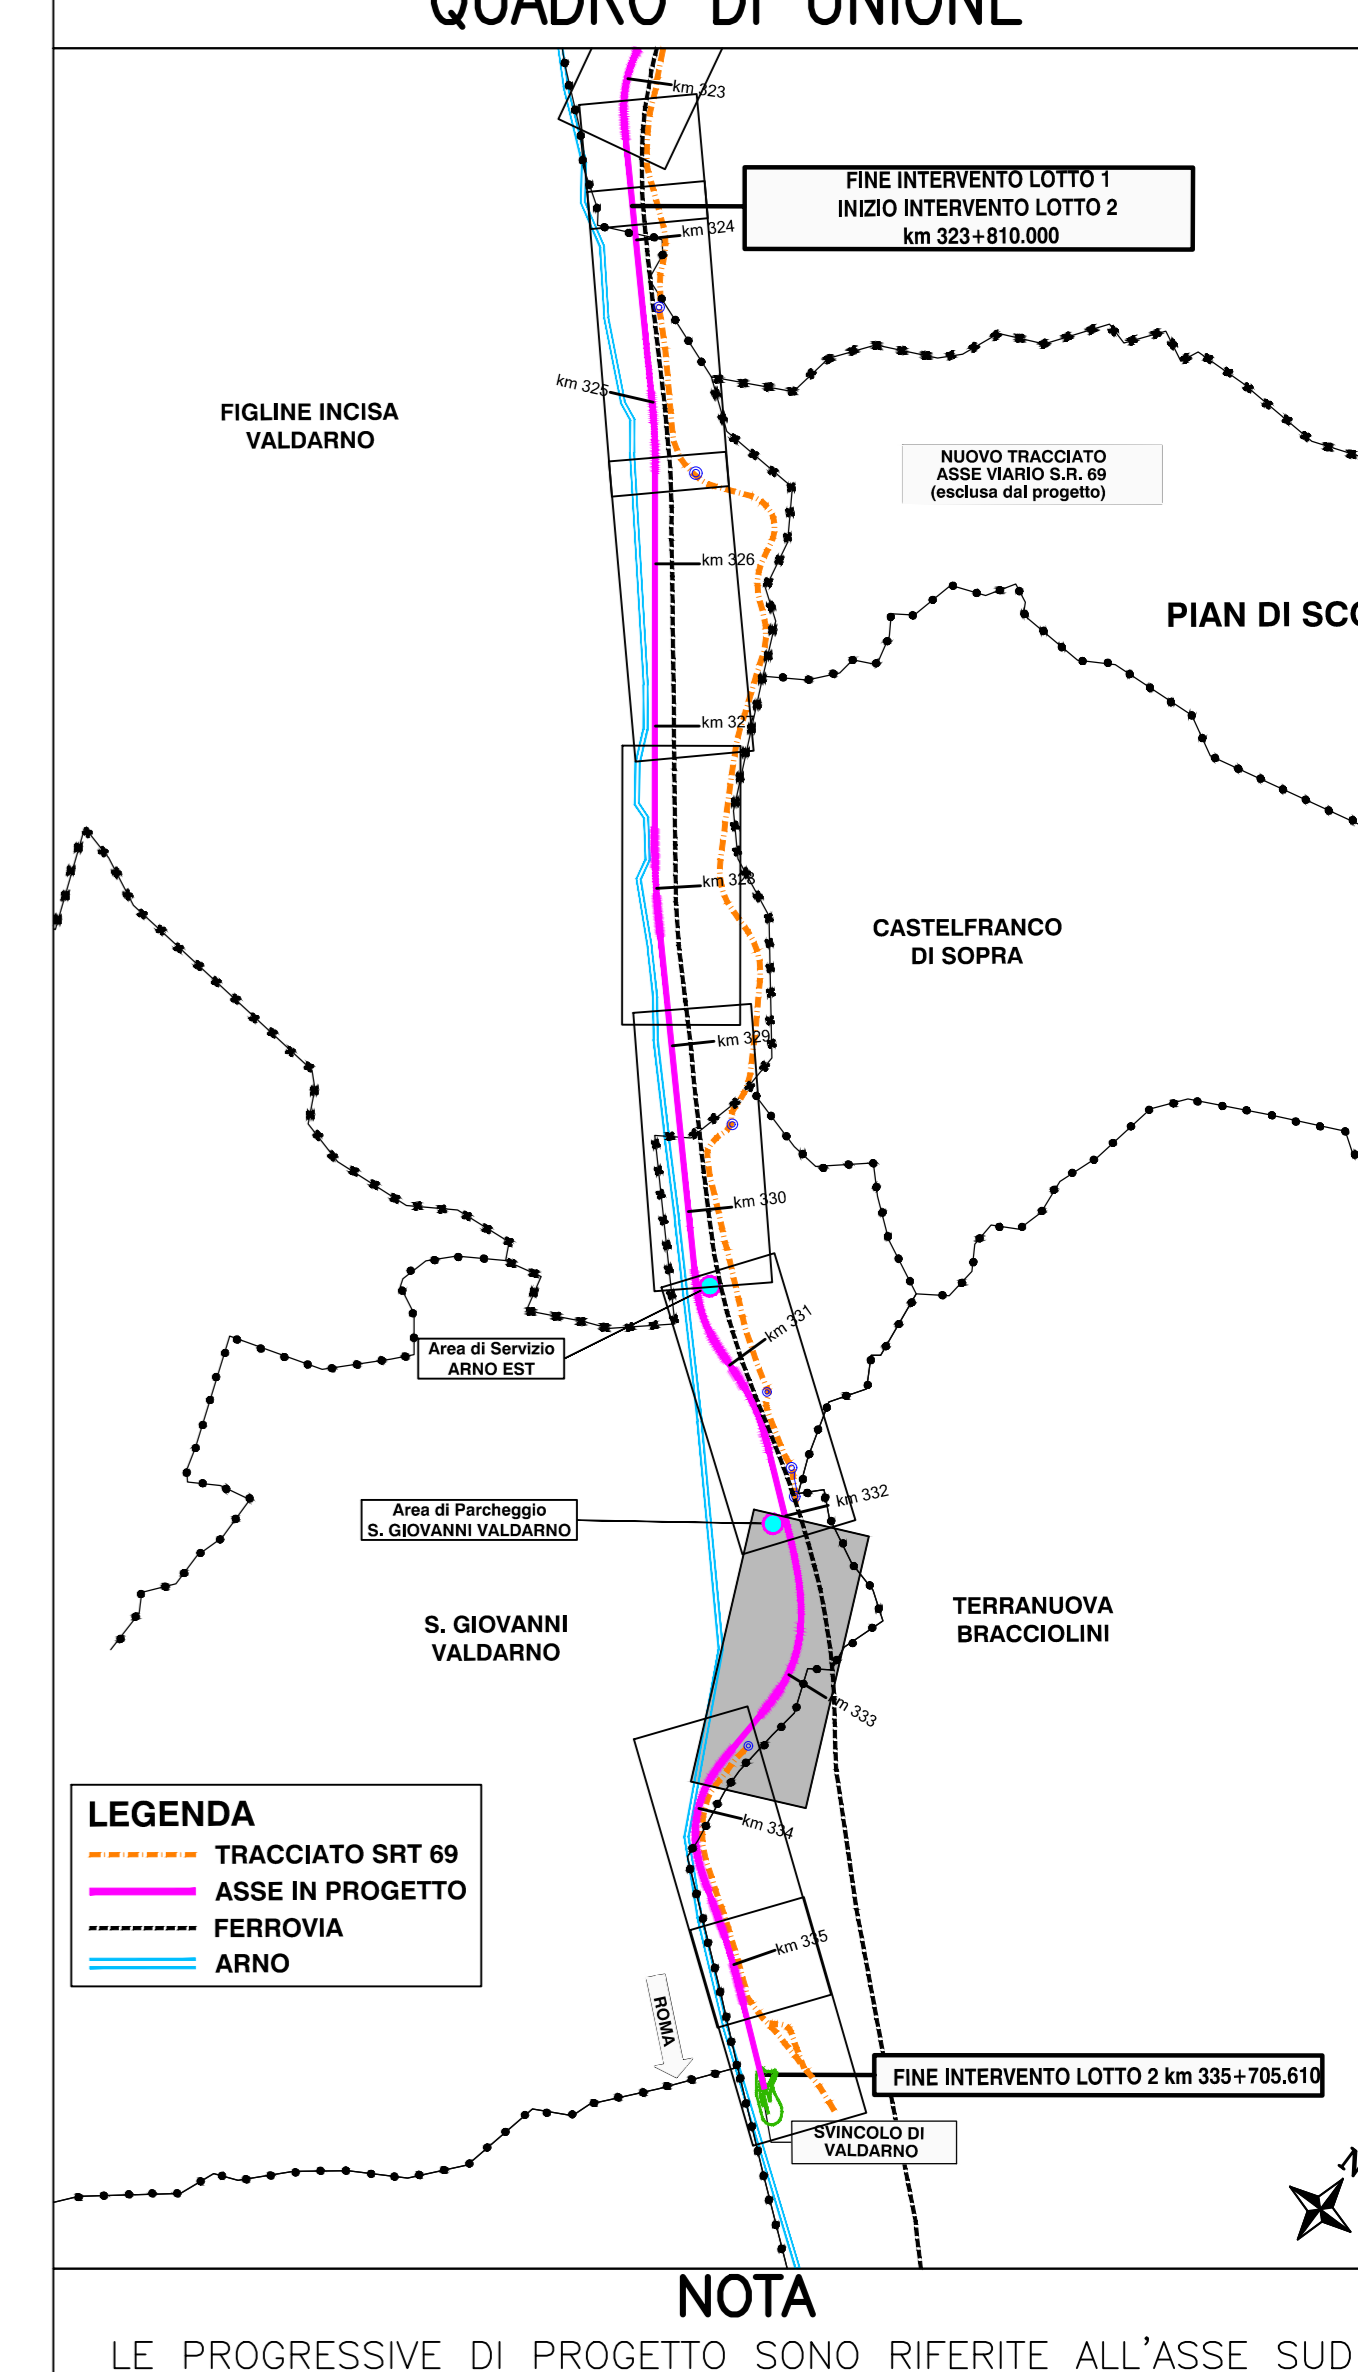 QUADRO DI UNIONE
km 323
FINE INTERVENTO LOTTO 1
INIZIO INTERVENTO LOTTO 2
km 323+810.000
km 324
km 325
FIGLINE INCISA
VALDARNO
NUOVO TRACCIATO
ASSE VIARIO S.R. 69
(esclusa dal progetto)
km 326
PIAN DI SCO
km 327
km 328
CASTELFRANCO
DI SOPRA
km 329
km 330
km 331
Area di Servizio
ARNO EST
km 332
Area di Parcheggio
S. GIOVANNI VALDARNO
TERRANUOVA
BRACCIOLINI
S. GIOVANNI
VALDARNO
km 333
km 334
LEGENDA
TRACCIATO SRT 69
ASSE IN PROGETTO
FERROVIA
ARNO
km 335
ROMA
FINE INTERVENTO LOTTO 2 km 335+705.610
SVINCOLO DI
VALDARNO
N
NOTA
LE PROGRESSIVE DI PROGETTO SONO RIFERITE ALL'ASSE SUD